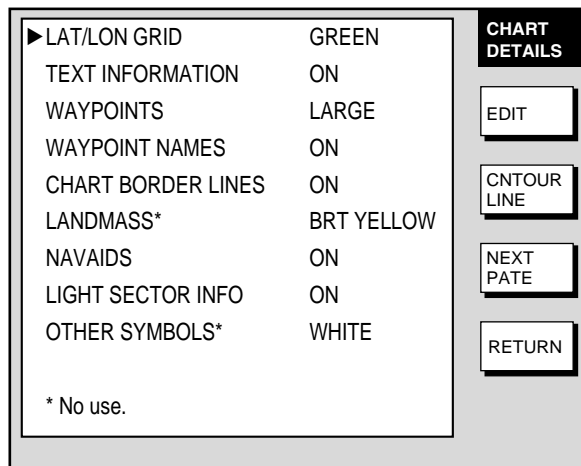 ▶LAT/LON GRID GREEN
TEXT INFORMATION ON
WAYPOINTS LARGE
WAYPOINT NAMES ON
CHART BORDER LINES ON
LANDMASS* BRT YELLOW
NAVAIDS ON
LIGHT SECTOR INFO ON
OTHER SYMBOLS* WHITE
* No use.
CHART
DETAILS
EDIT
CNTOUR
LINE
NEXT
PATE
RETURN